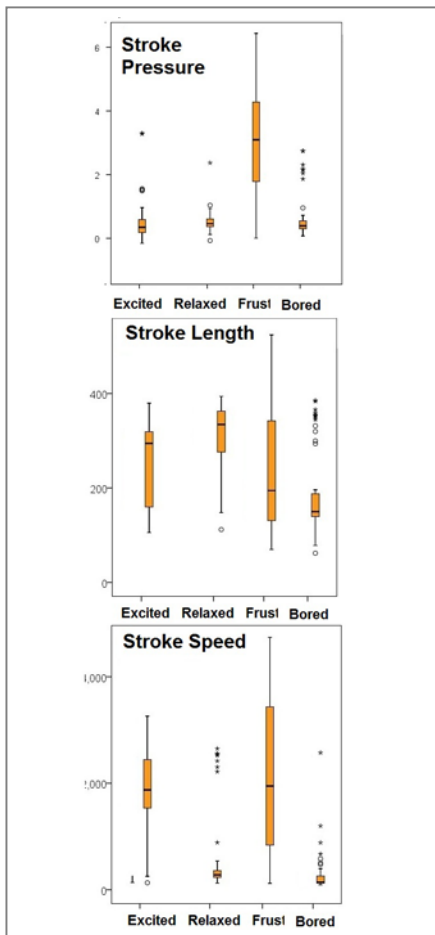 Stroke
Pressure
6
4
2
0
Excited Relaxed Frust Bored
Stroke Length
400
200
0
Excited Relaxed Frust Bored
Stroke Speed
,000
,000
0
Excited Relaxed Frust Bored